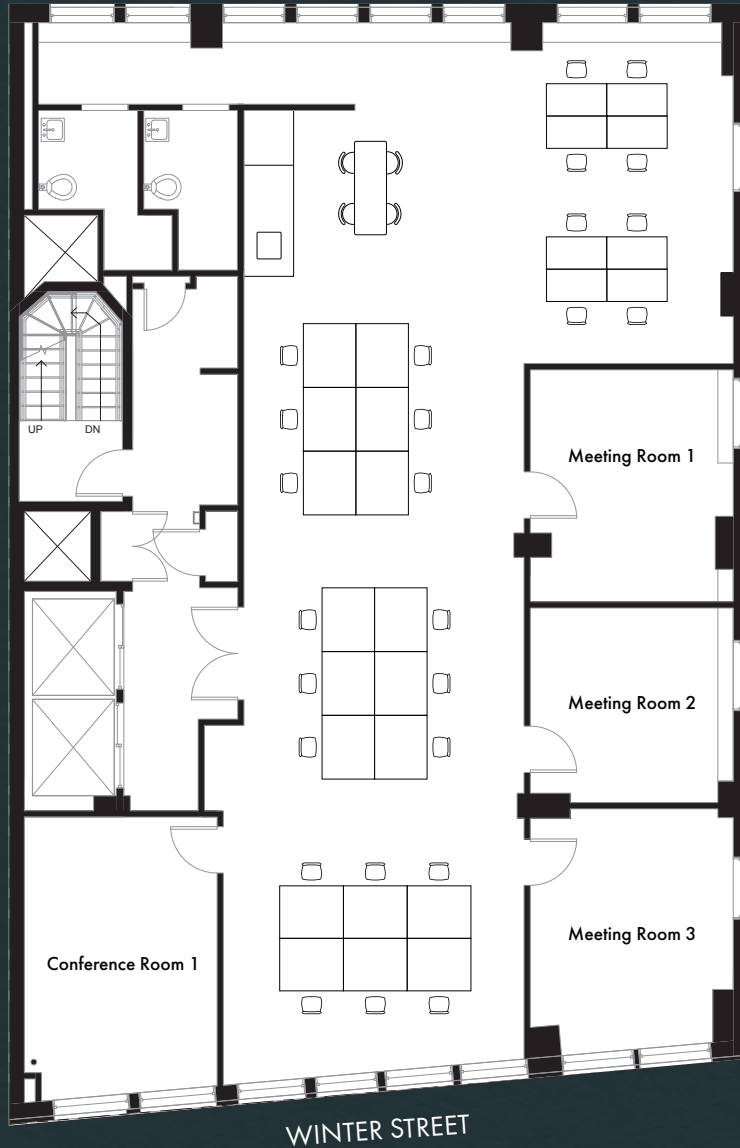 UP
DN
Meeting Room 1
Meeting Room 2
Meeting Room 3
Conference Room 1
WINTER STREET